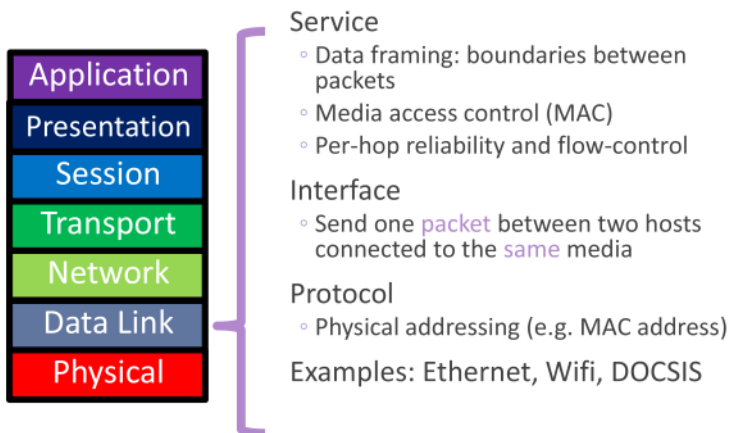 Application
Presentation
Session
Transport
Network
Data Link
Physical
Service
◦ Data framing: boundaries between
packets
◦ Media access control (MAC)
◦ Per-hop reliability and flow-control
Interface
◦ Send one packet between two hosts
connected to the same media
Protocol
◦ Physical addressing (e.g. MAC address)
Examples: Ethernet, Wifi, DOCSIS